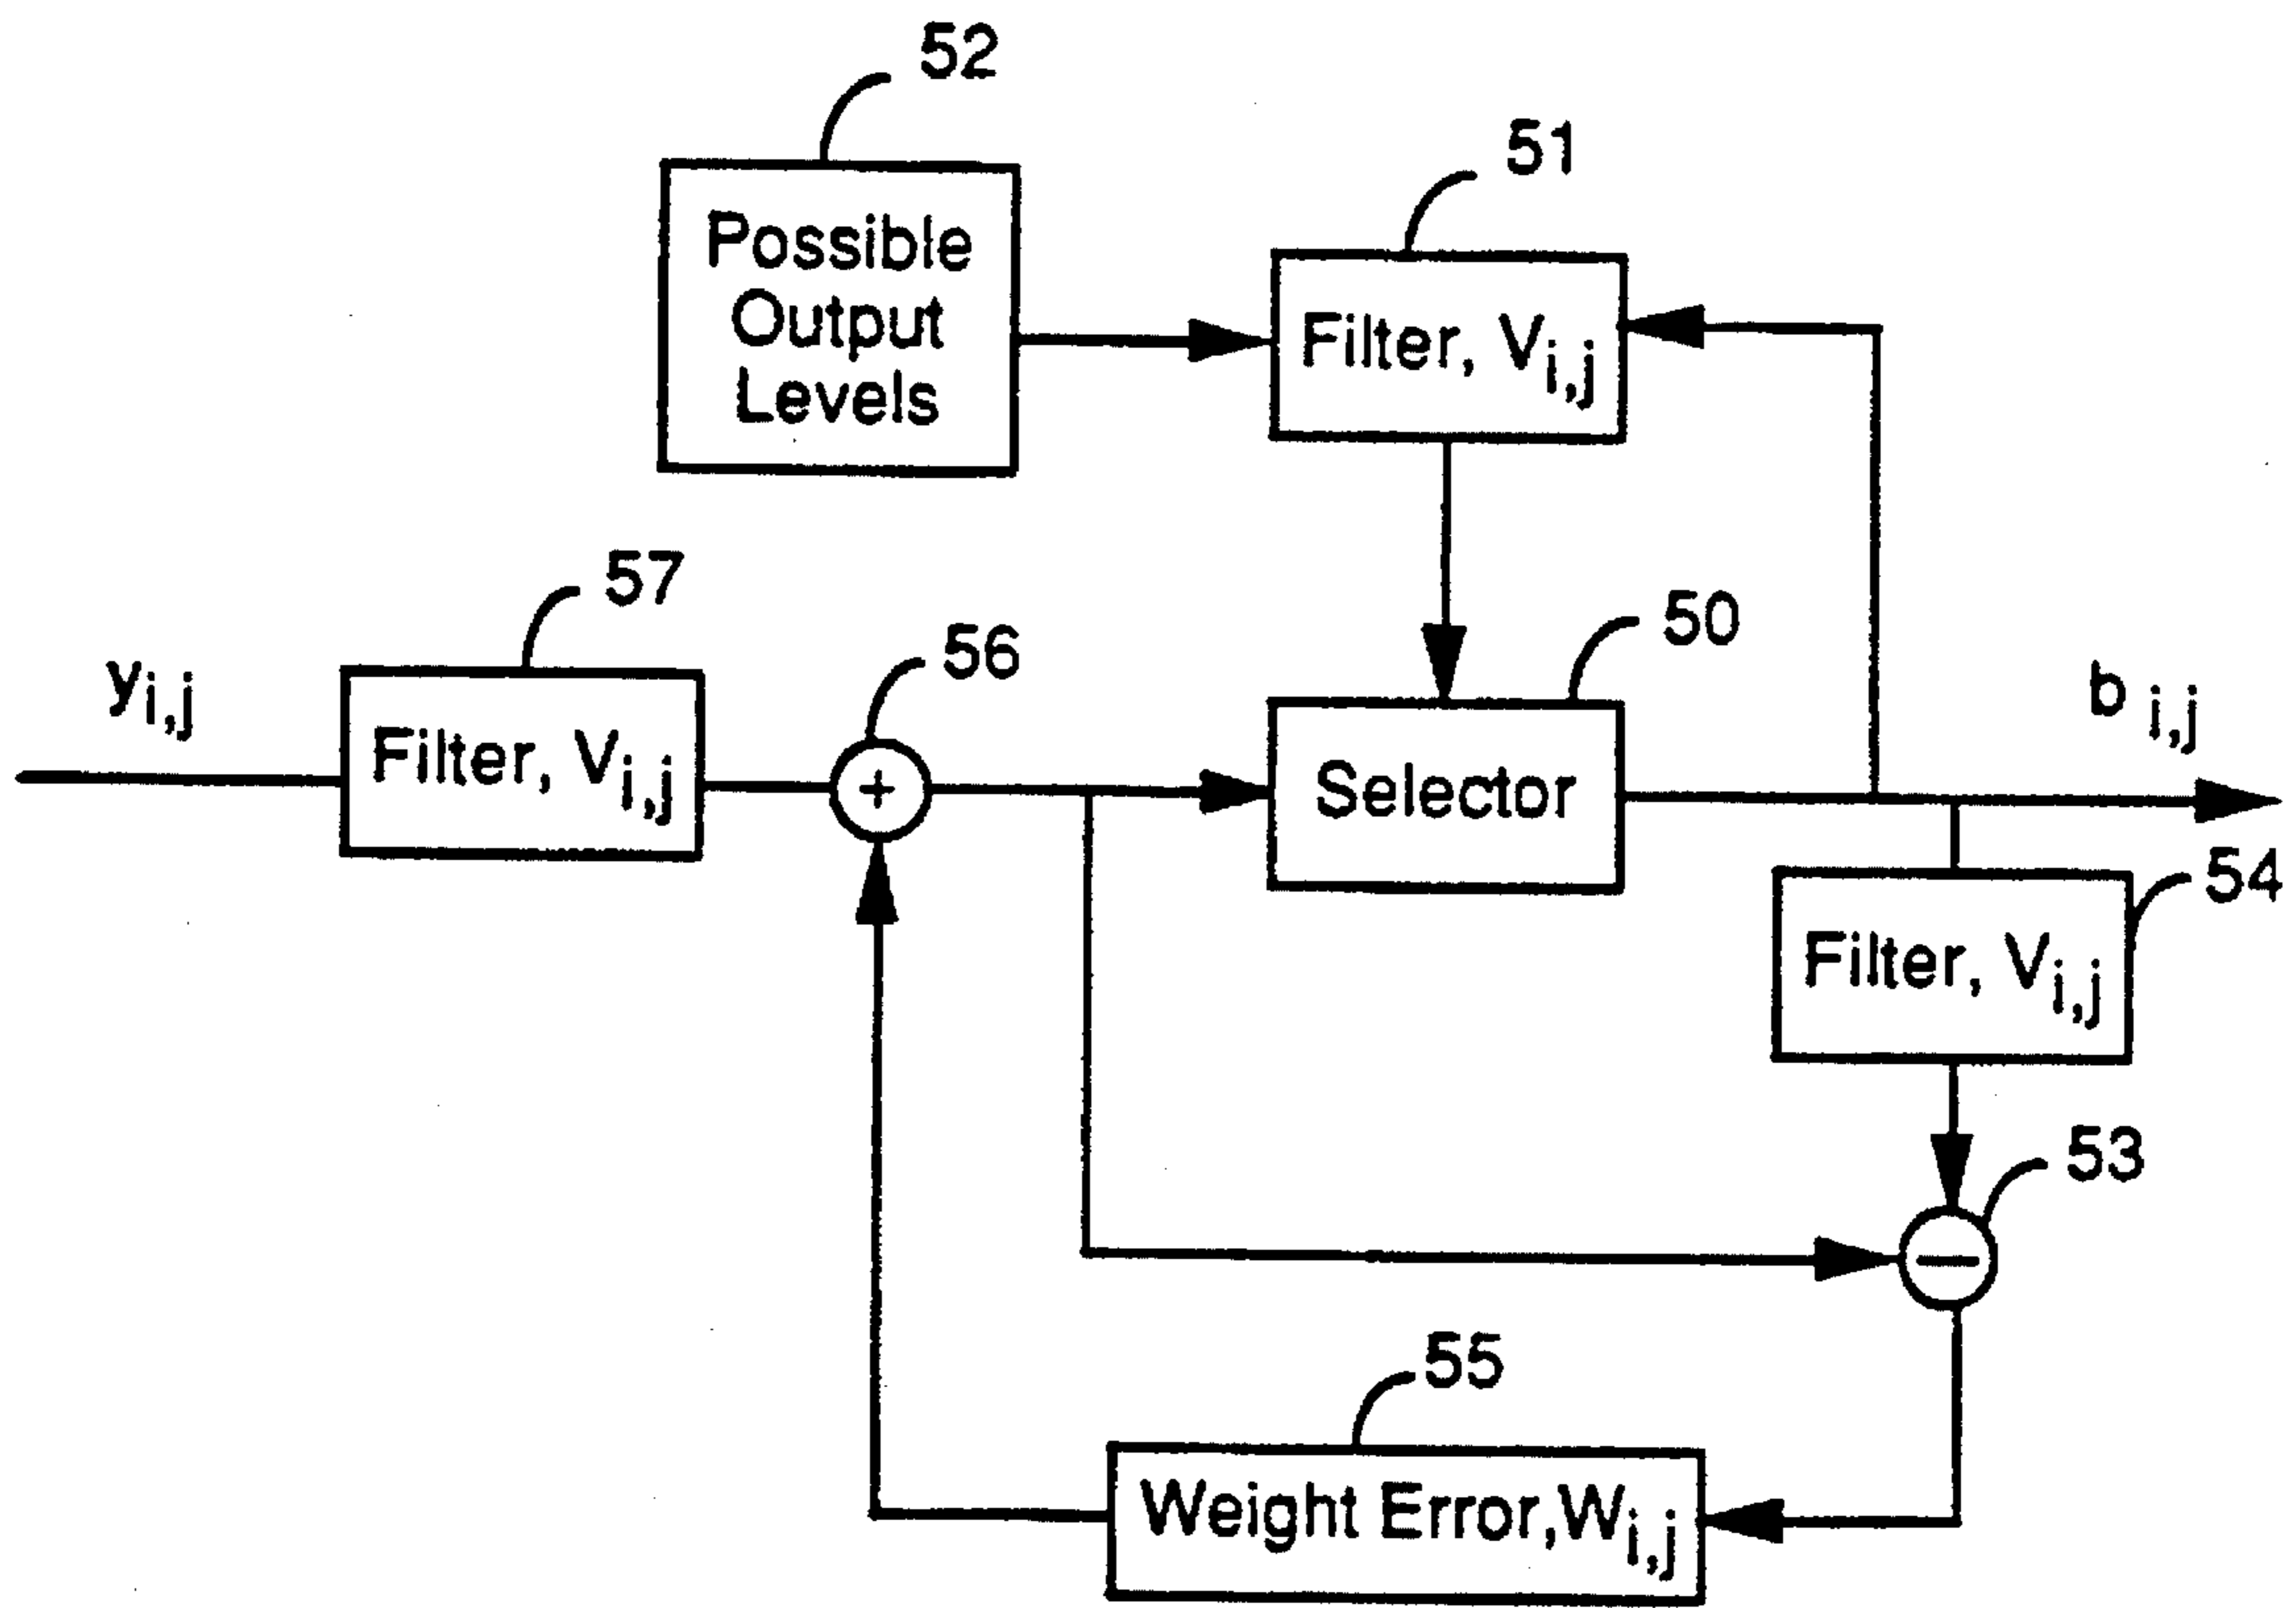 52
Possible
Output
Levels
51
Filter, Vi,j
57
yi,j
Filter, Vi,j
56
+
50
Selector
bi,j
54
Filter, Vi,j
53
−
55
Weight Error,Wi,j